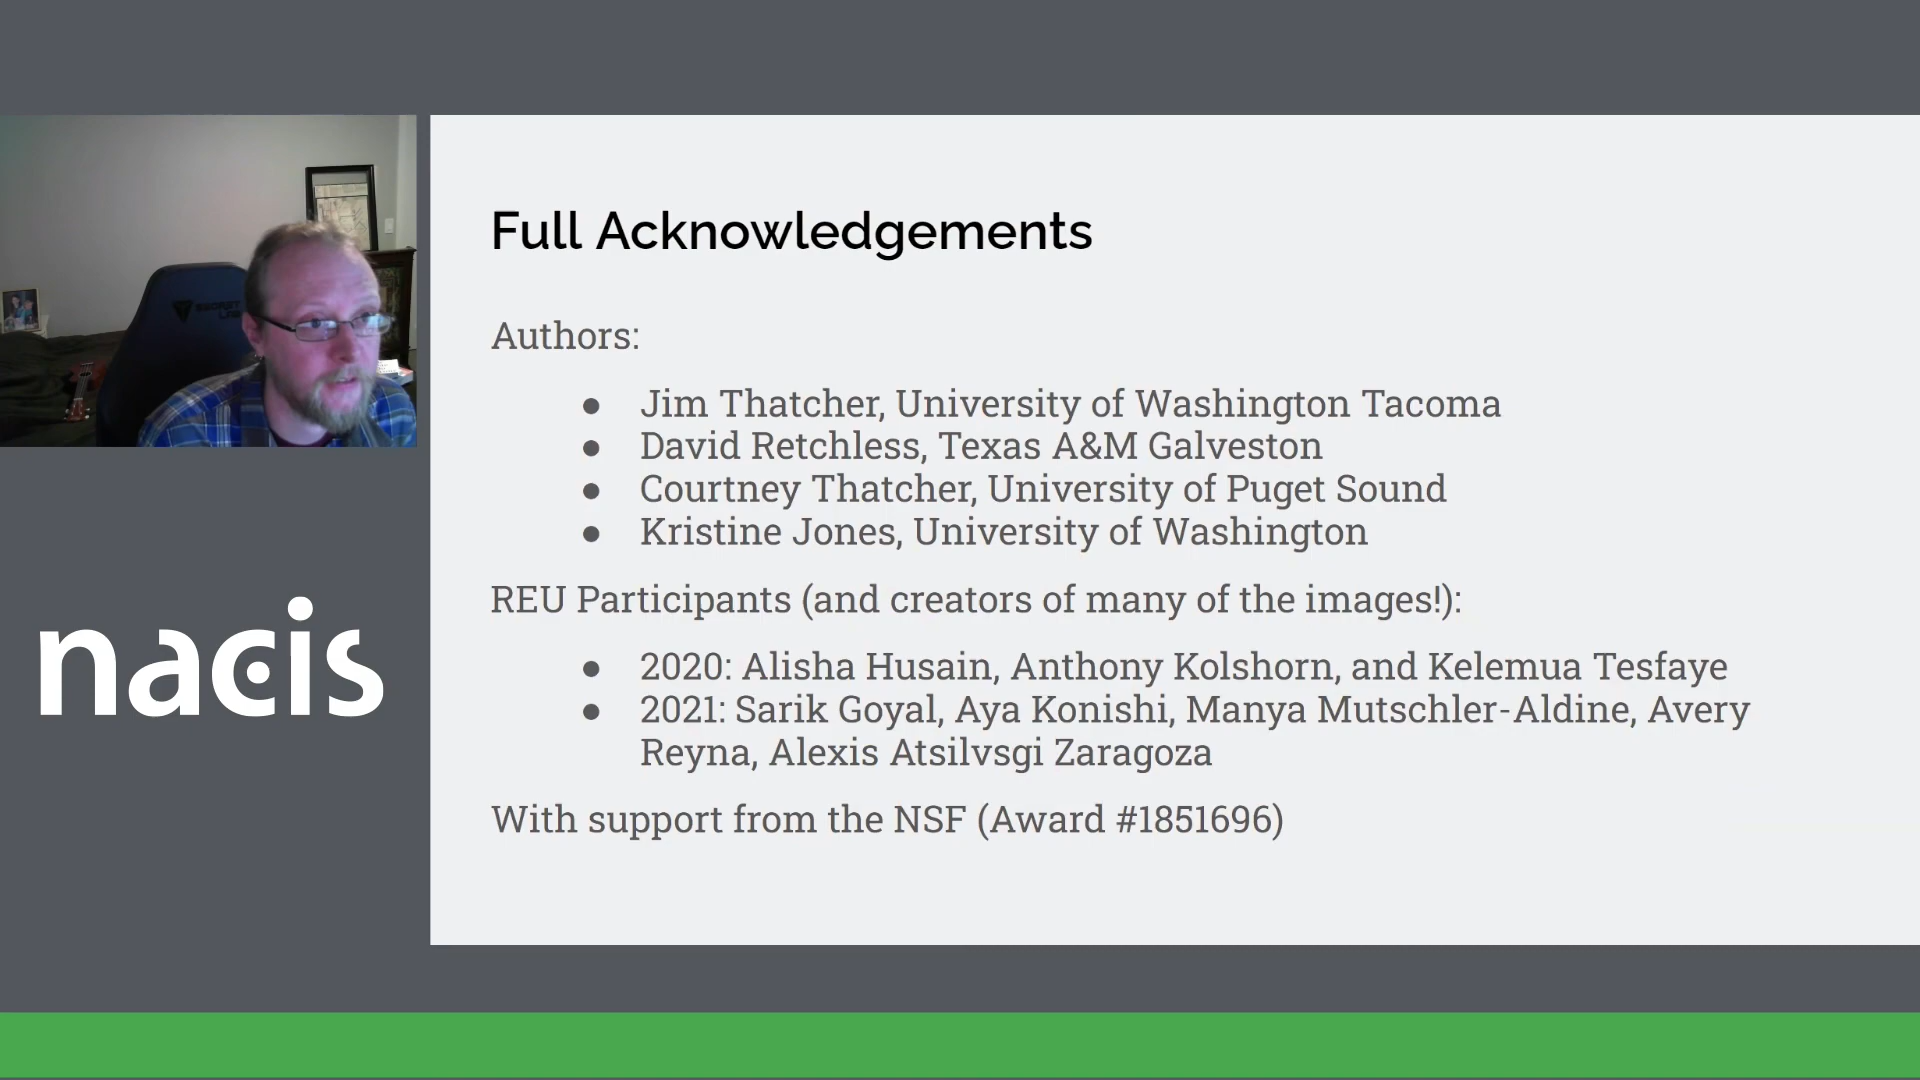 Full Acknowledgements
Authors:
● Jim Thatcher, University of Washington Tacoma
● David Retchless, Texas A&M Galveston
● Courtney Thatcher, University of Puget Sound
● Kristine Jones, University of Washington
REU Participants (and creators of many of the images!):
● 2020: Alisha Husain, Anthony Kolshorn, and Kelemua Tesfaye
● 2021: Sarik Goyal, Aya Konishi, Manya Mutschler-Aldine, Avery
Reyna, Alexis Atsilvsgi Zaragoza
With support from the NSF (Award #1851696)
SECRET
LAB
nacis